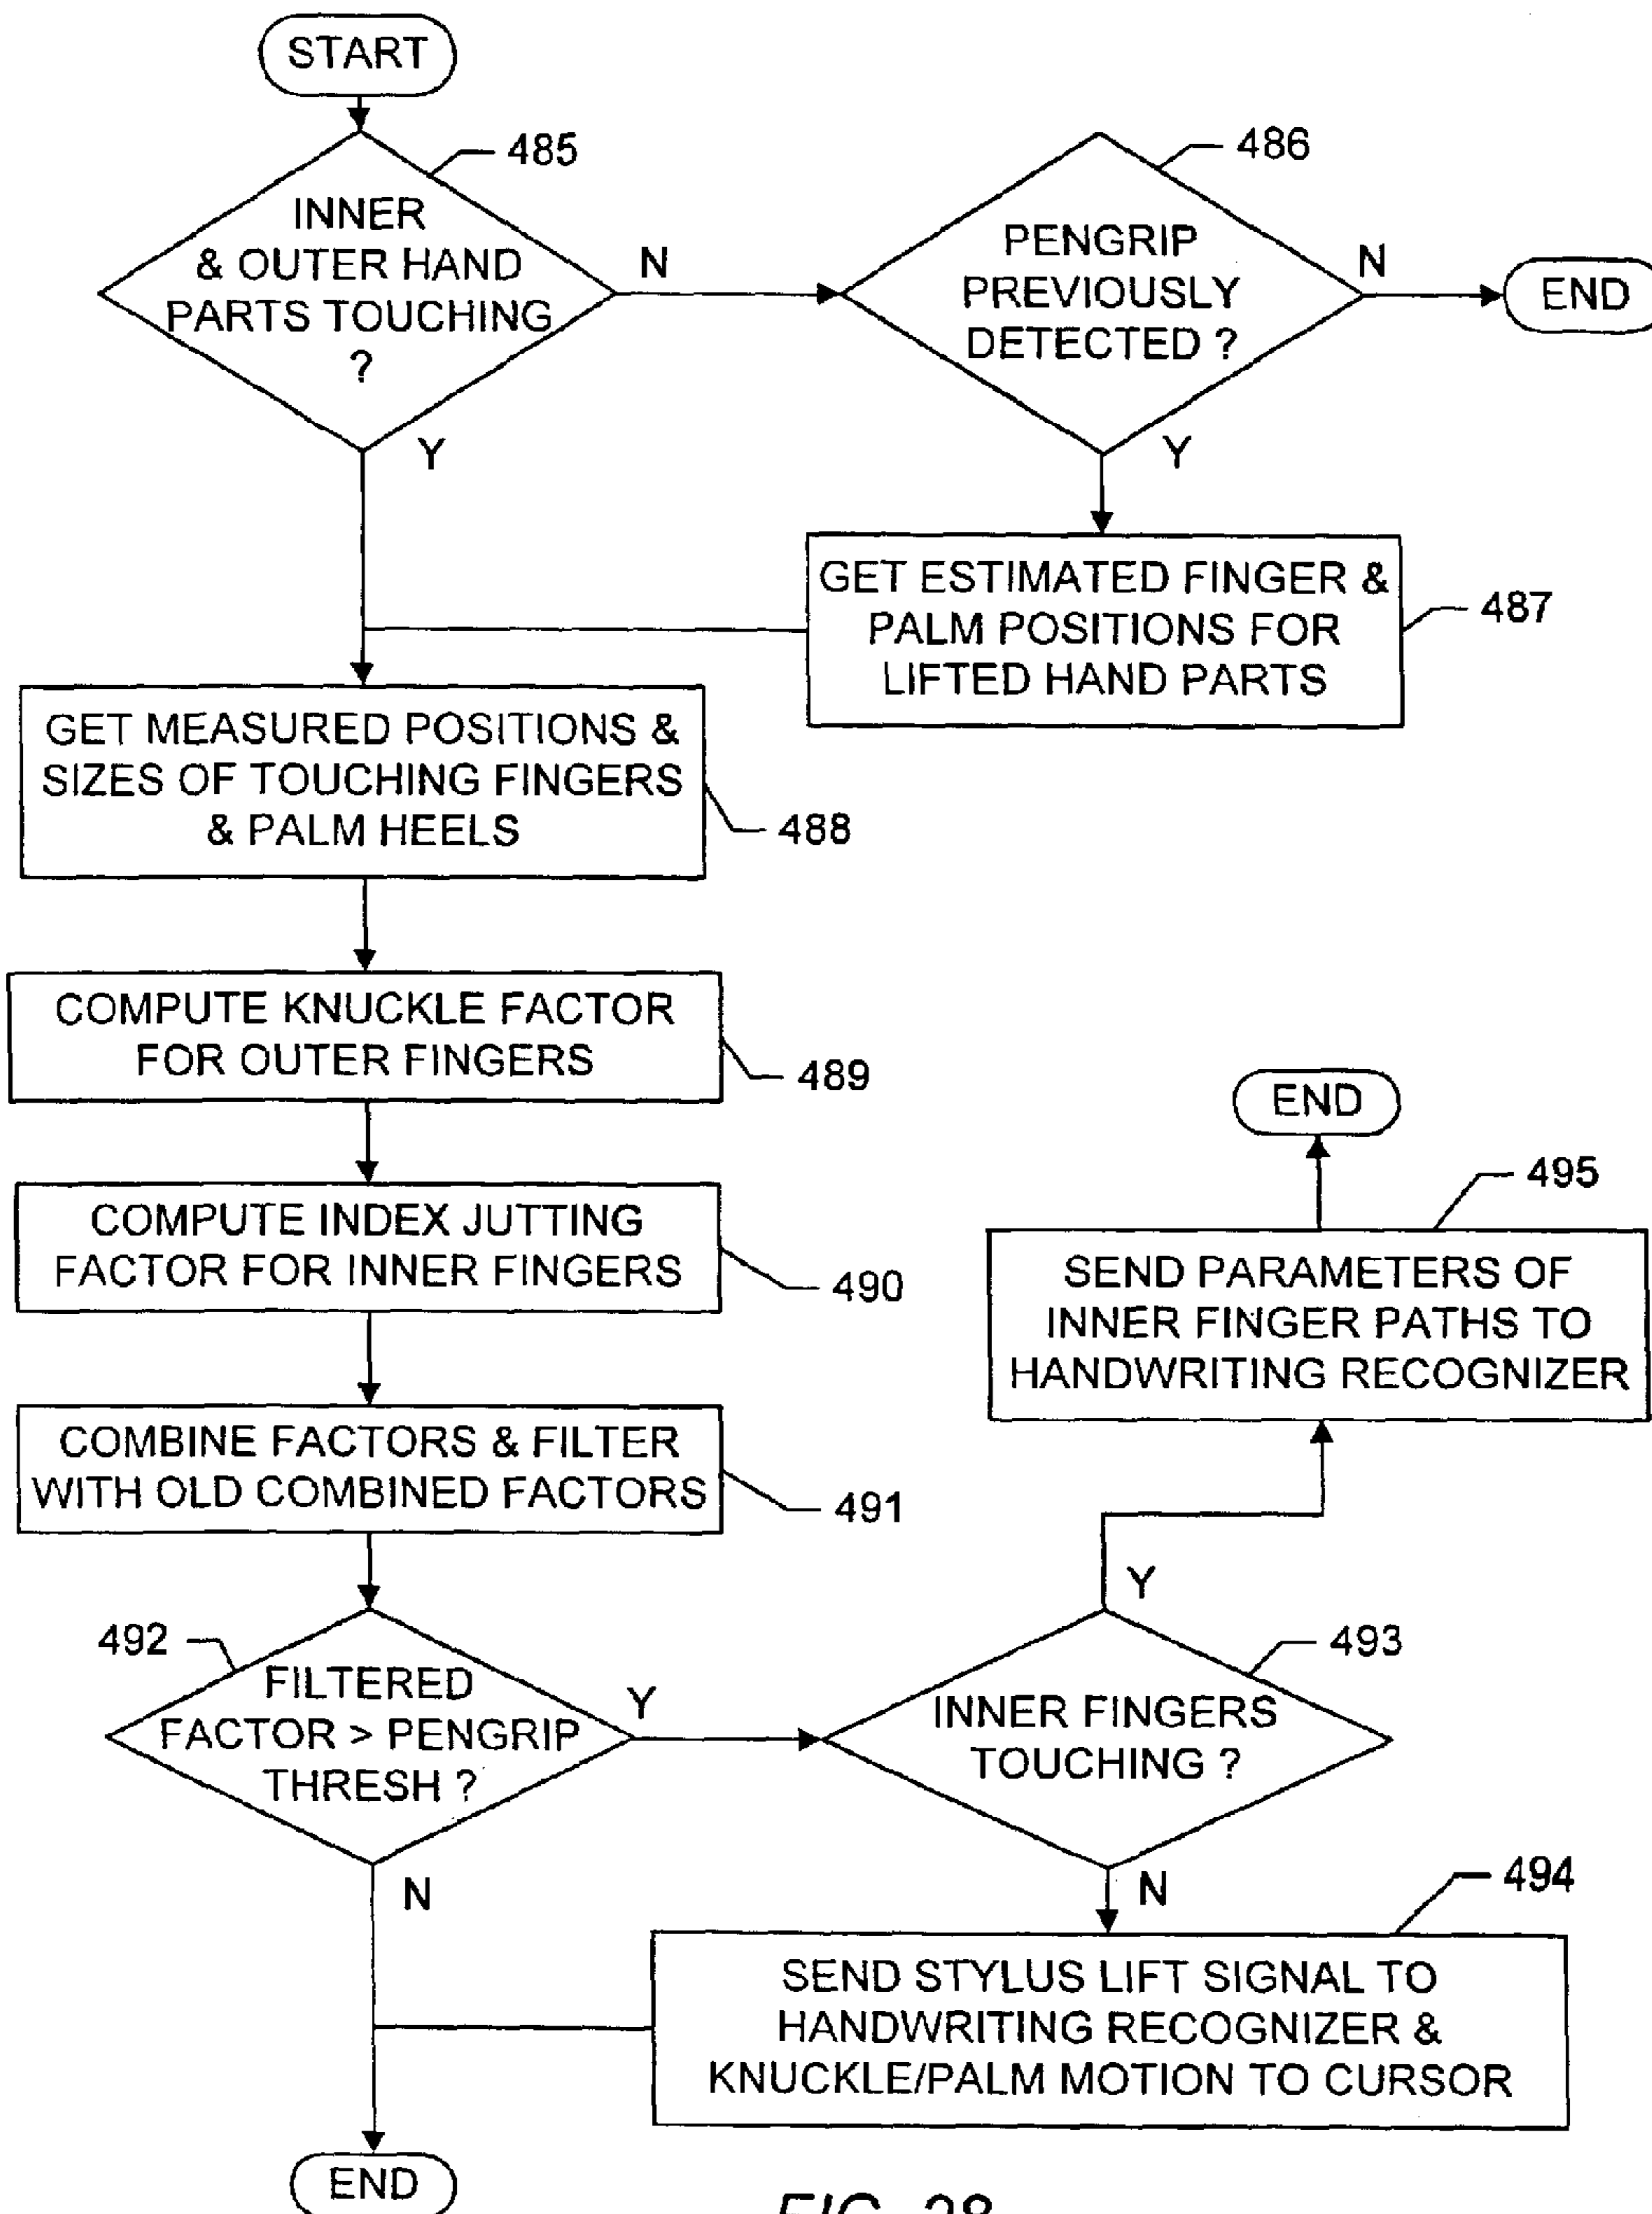 START
485
INNER
& OUTER HAND
PARTS TOUCHING
?
N
Y
486
PENGRIP
PREVIOUSLY
DETECTED ?
N
END
Y
GET ESTIMATED FINGER &
PALM POSITIONS FOR
LIFTED HAND PARTS
487
GET MEASURED POSITIONS &
SIZES OF TOUCHING FINGERS
& PALM HEELS
488
COMPUTE KNUCKLE FACTOR
FOR OUTER FINGERS
489
COMPUTE INDEX JUTTING
FACTOR FOR INNER FINGERS
490
COMBINE FACTORS & FILTER
WITH OLD COMBINED FACTORS
491
492
FILTERED
FACTOR > PENGRIP
THRESH ?
Y
N
493
INNER FINGERS
TOUCHING ?
Y
N
END
495
SEND PARAMETERS OF
INNER FINGER PATHS TO
HANDWRITING RECOGNIZER
494
SEND STYLUS LIFT SIGNAL TO
HANDWRITING RECOGNIZER &
KNUCKLE/PALM MOTION TO CURSOR
END
FIG. 38